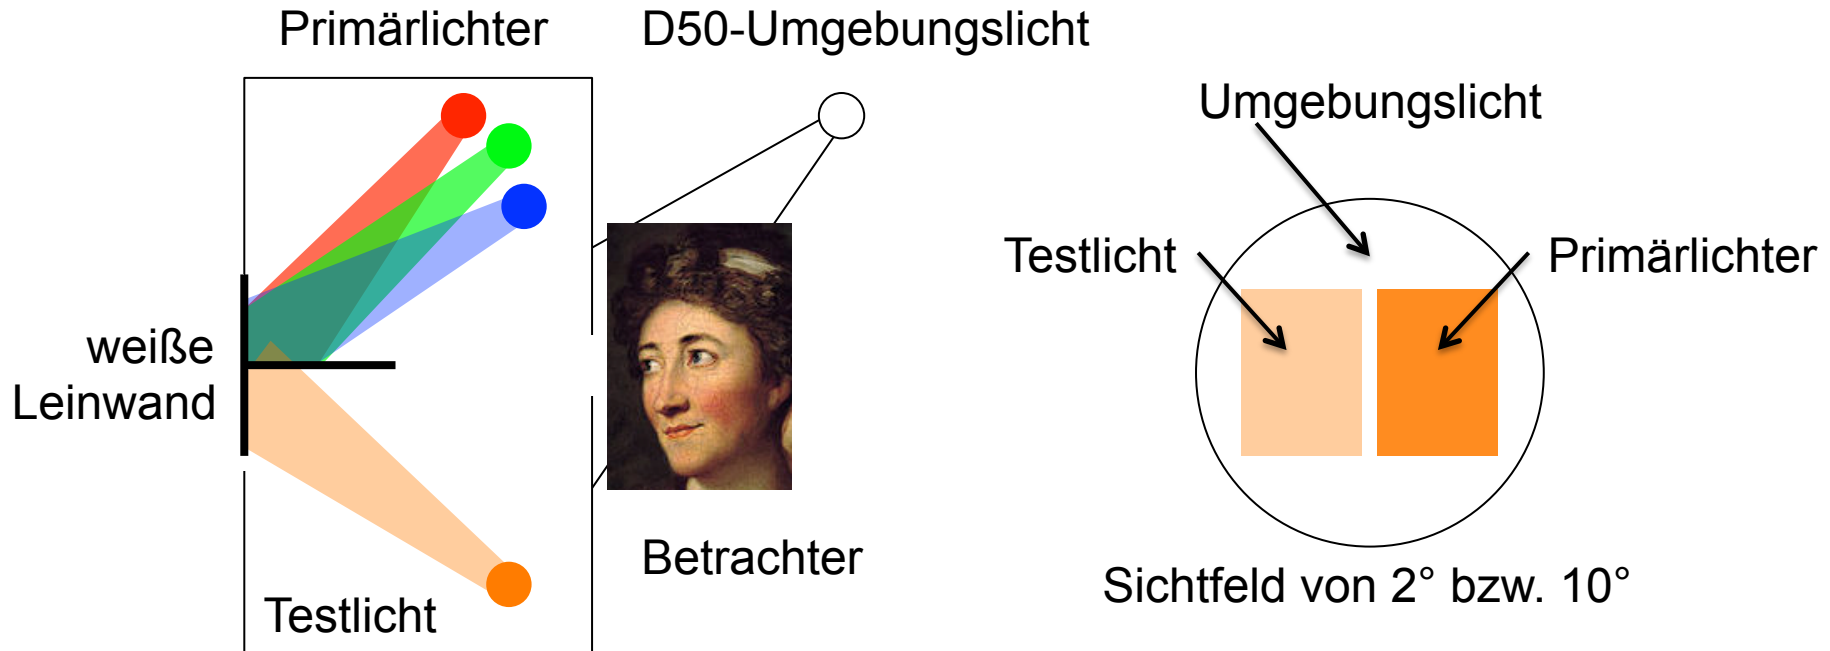 Primärlichter
D50-Umgebungslicht
weiße
Leinwand
Testlicht
Betrachter
Umgebungslicht
Testlicht
Primärlichter
Sichtfeld von 2° bzw. 10°